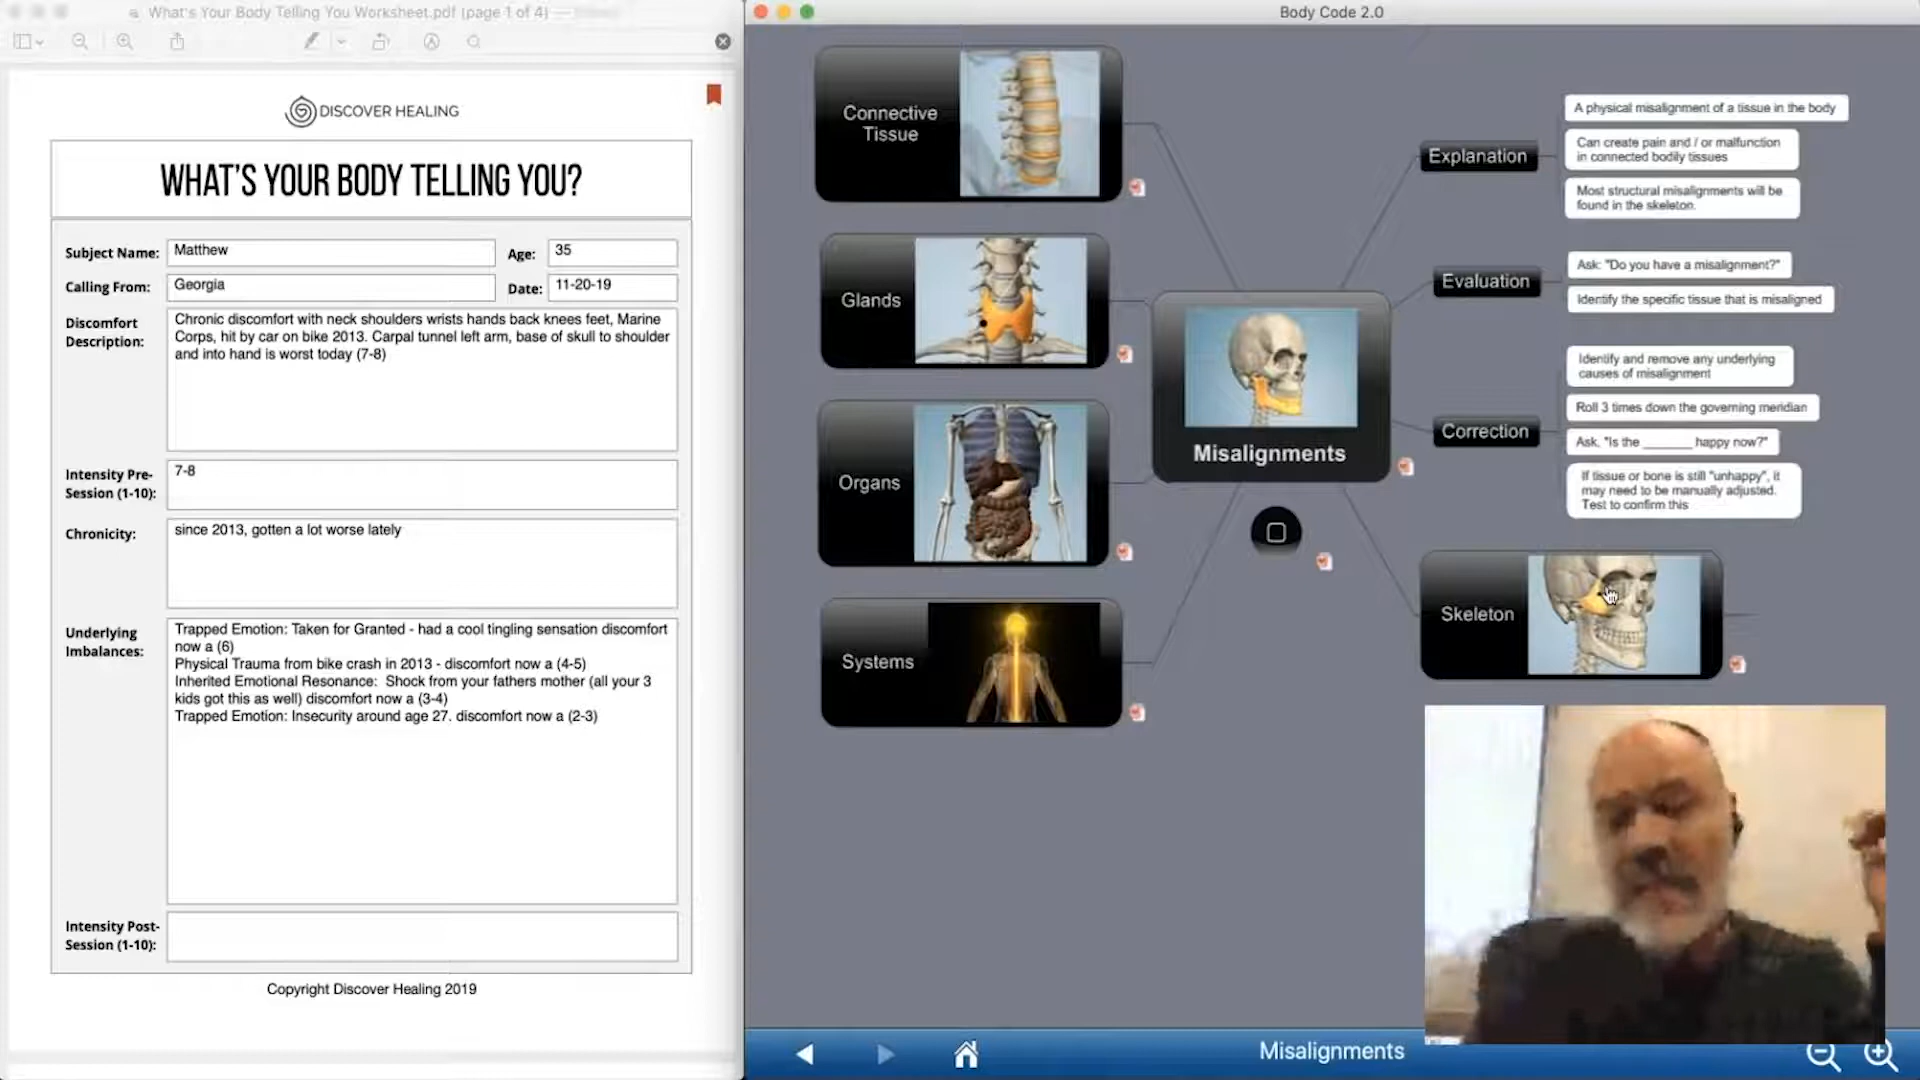 What's Your Body Telling You Worksheet.pdf (page 1 of 4)
DISCOVER HEALING
WHAT'S YOUR BODY TELLING YOU?
Subject Name: Matthew
Age: 35
Calling From: Georgia
Date: 11-20-19
Discomfort
Description:
Chronic discomfort with neck shoulders wrists hands back knees feet, Marine
Corps, hit by car on bike 2013. Carpal tunnel left arm, base of skull to shoulder
and into hand is worst today (7-8)
Intensity Pre-
Session (1-10):
7-8
Chronicity:
since 2013, gotten a lot worse lately
Underlying
Imbalances:
Trapped Emotion: Taken for Granted - had a cool tingling sensation discomfort
now a (6)
Physical Trauma from bike crash in 2013 - discomfort now a (4-5)
Inherited Emotional Resonance: Shock from your fathers mother (all your 3
kids got this as well) discomfort now a (3-4)
Trapped Emotion: Insecurity around age 27. discomfort now a (2-3)
Intensity Post-
Session (1-10):
Copyright Discover Healing 2019
Body Code 2.0
Connective
Tissue
Glands
Organs
Systems
Misalignments
Explanation
A physical misalignment of a tissue in the body
Can create pain and / or malfunction
in connected bodily tissues
Most structural misalignments will be
found in the skeleton.
Evaluation
Ask: "Do you have a misalignment?"
Identify the specific tissue that is misaligned
Correction
Identify and remove any underlying
causes of misalignment
Roll 3 times down the governing meridian
Ask, "Is the _______ happy now?"
If tissue or bone is still "unhappy", it
may need to be manually adjusted.
Test to confirm this
Skeleton
Misalignments